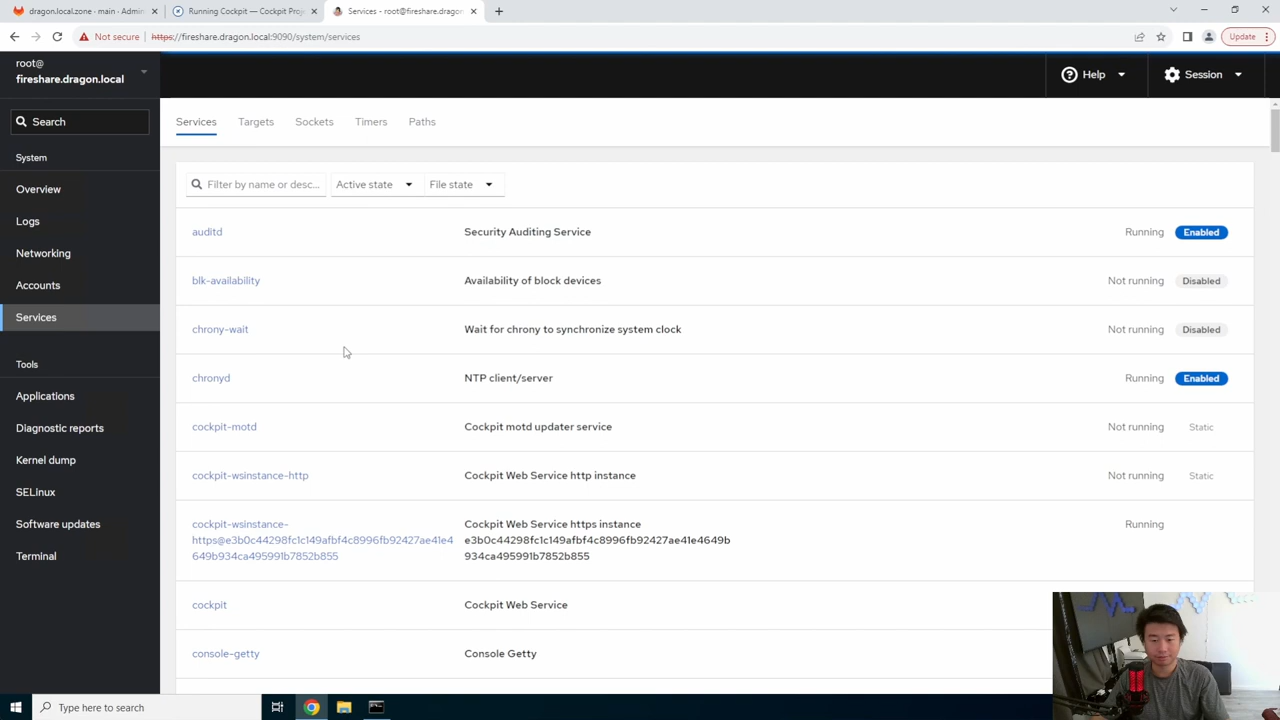 dragon.local.zone · main · Admin
Running Cockpit — Cockpit Proje
Services - root@fireshare.dragon
Not secure
https://fireshare.dragon.local:9090/system/services
Update
root@
fireshare.dragon.local
Help
Session
Search
System
Overview
Logs
Networking
Accounts
Services
Tools
Applications
Diagnostic reports
Kernel dump
SELinux
Software updates
Terminal
Services
Targets
Sockets
Timers
Paths
Filter by name or desc...
Active state
File state
auditd Security Auditing Service Running Enabled
blk-availability Availability of block devices Not running Disabled
chrony-wait Wait for chrony to synchronize system clock Not running Disabled
chronyd NTP client/server Running Enabled
cockpit-motd Cockpit motd updater service Not running Static
cockpit-wsinstance-http Cockpit Web Service http instance Not running Static
cockpit-wsinstance- Cockpit Web Service https instance Running
https@e3b0c44298fc1c149afbf4c8996fb92427ae41e4 e3b0c44298fc1c149afbf4c8996fb92427ae41e4649b
649b934ca495991b7852b855 934ca495991b7852b855
cockpit Cockpit Web Service
console-getty Console Getty
Type here to search